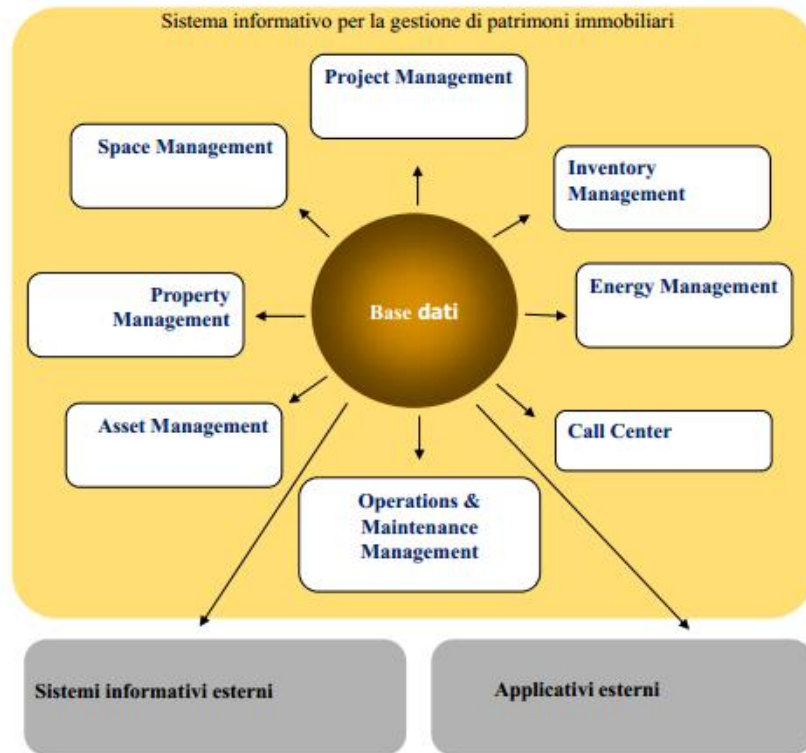 Sistema informativo per la gestione di patrimoni immobiliari
Project Management
Space Management
Inventory
Management
Property
Management
Base dati
Energy Management
Asset Management
Call Center
Operations &
Maintenance
Management
Sistemi informativi esterni
Applicativi esterni